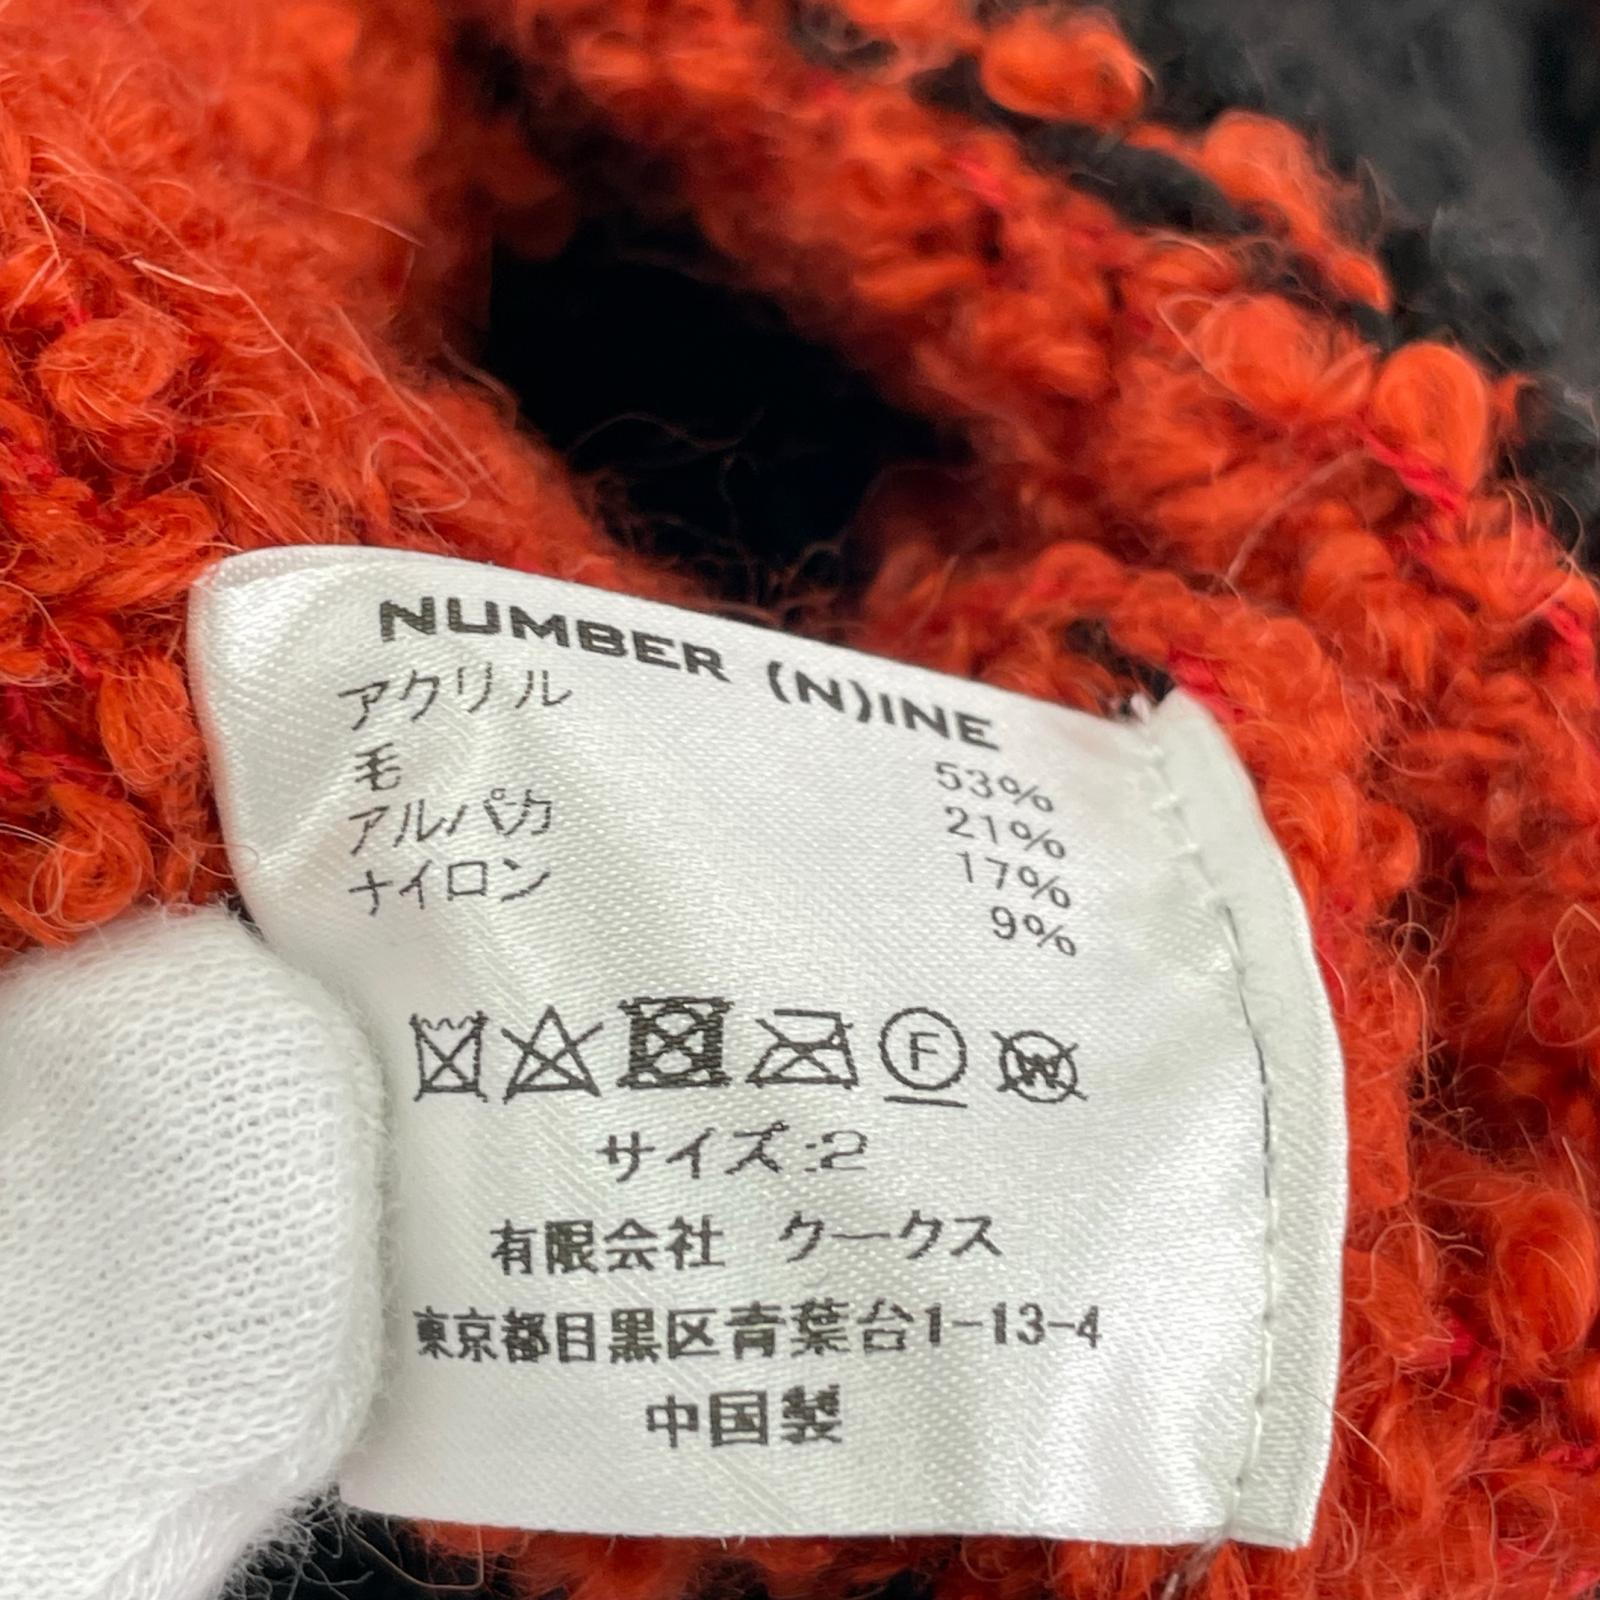 NUMBER (N)INE
アクリル 53%
毛 21%
アルパカ 17%
ナイロン 9%
F W
サイズ:2
有限会社 クークス
東京都目黒区青葉台1-13-4
中国製